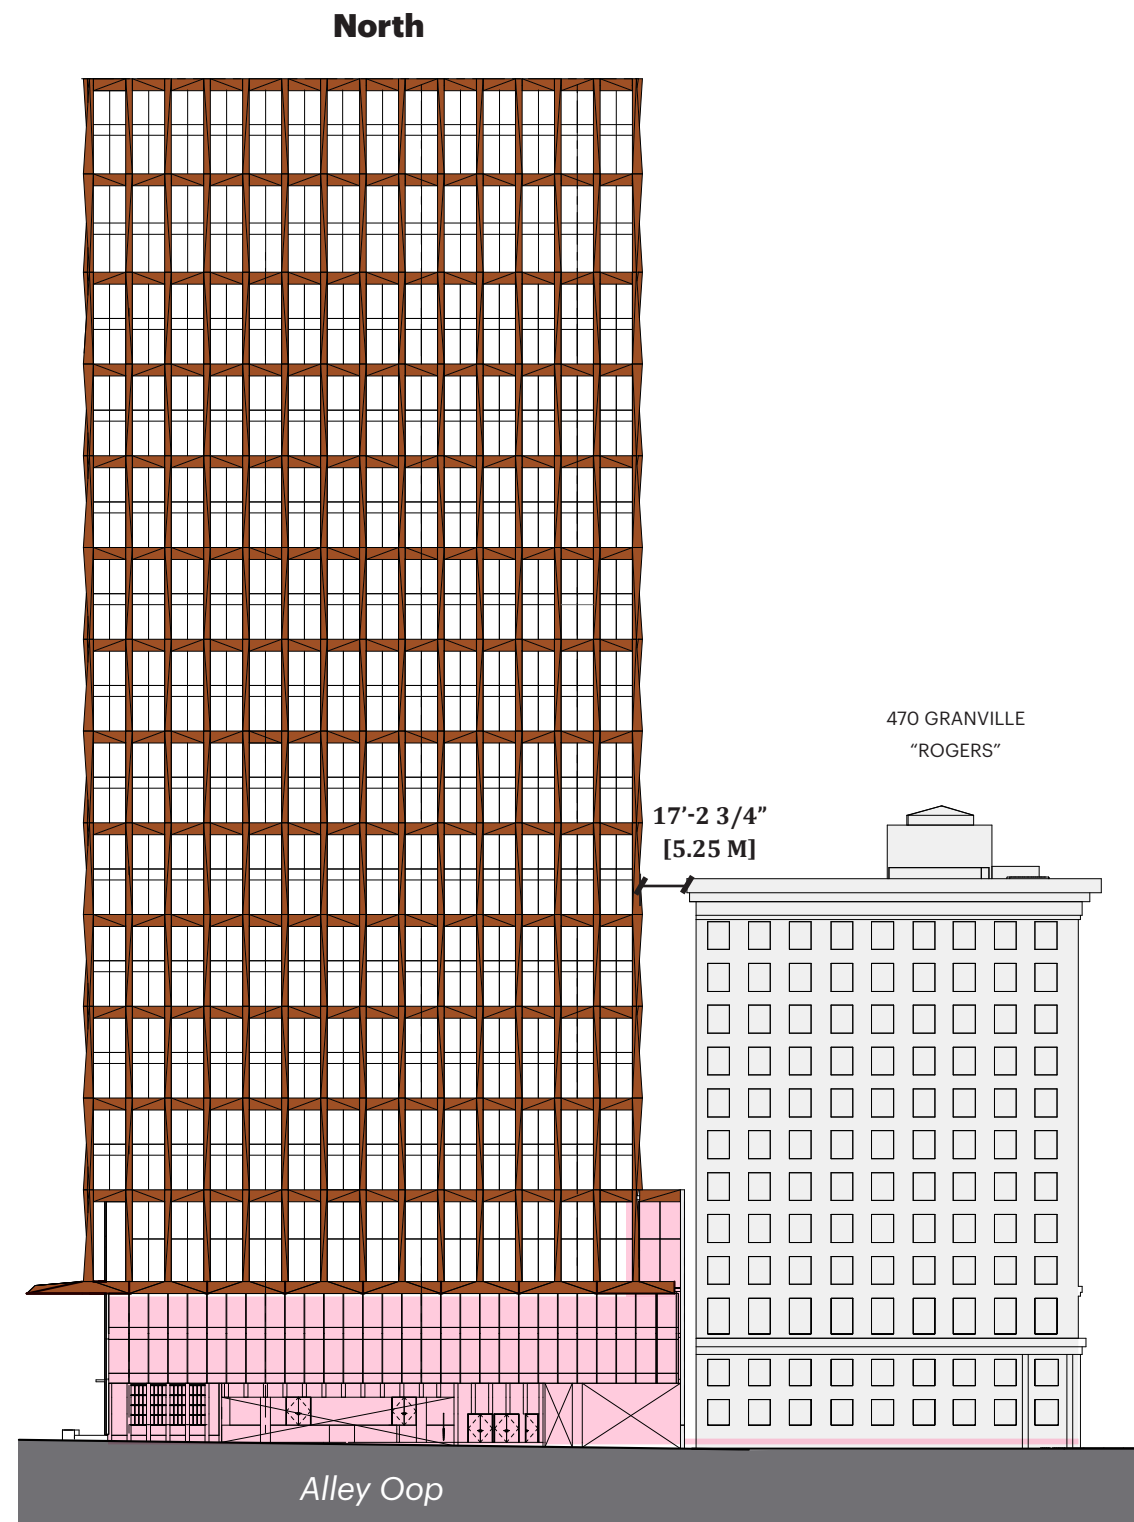 North
470 GRANVILLE
“ROGERS”
17’-2 3/4”
[5.25 M]
Alley Oop